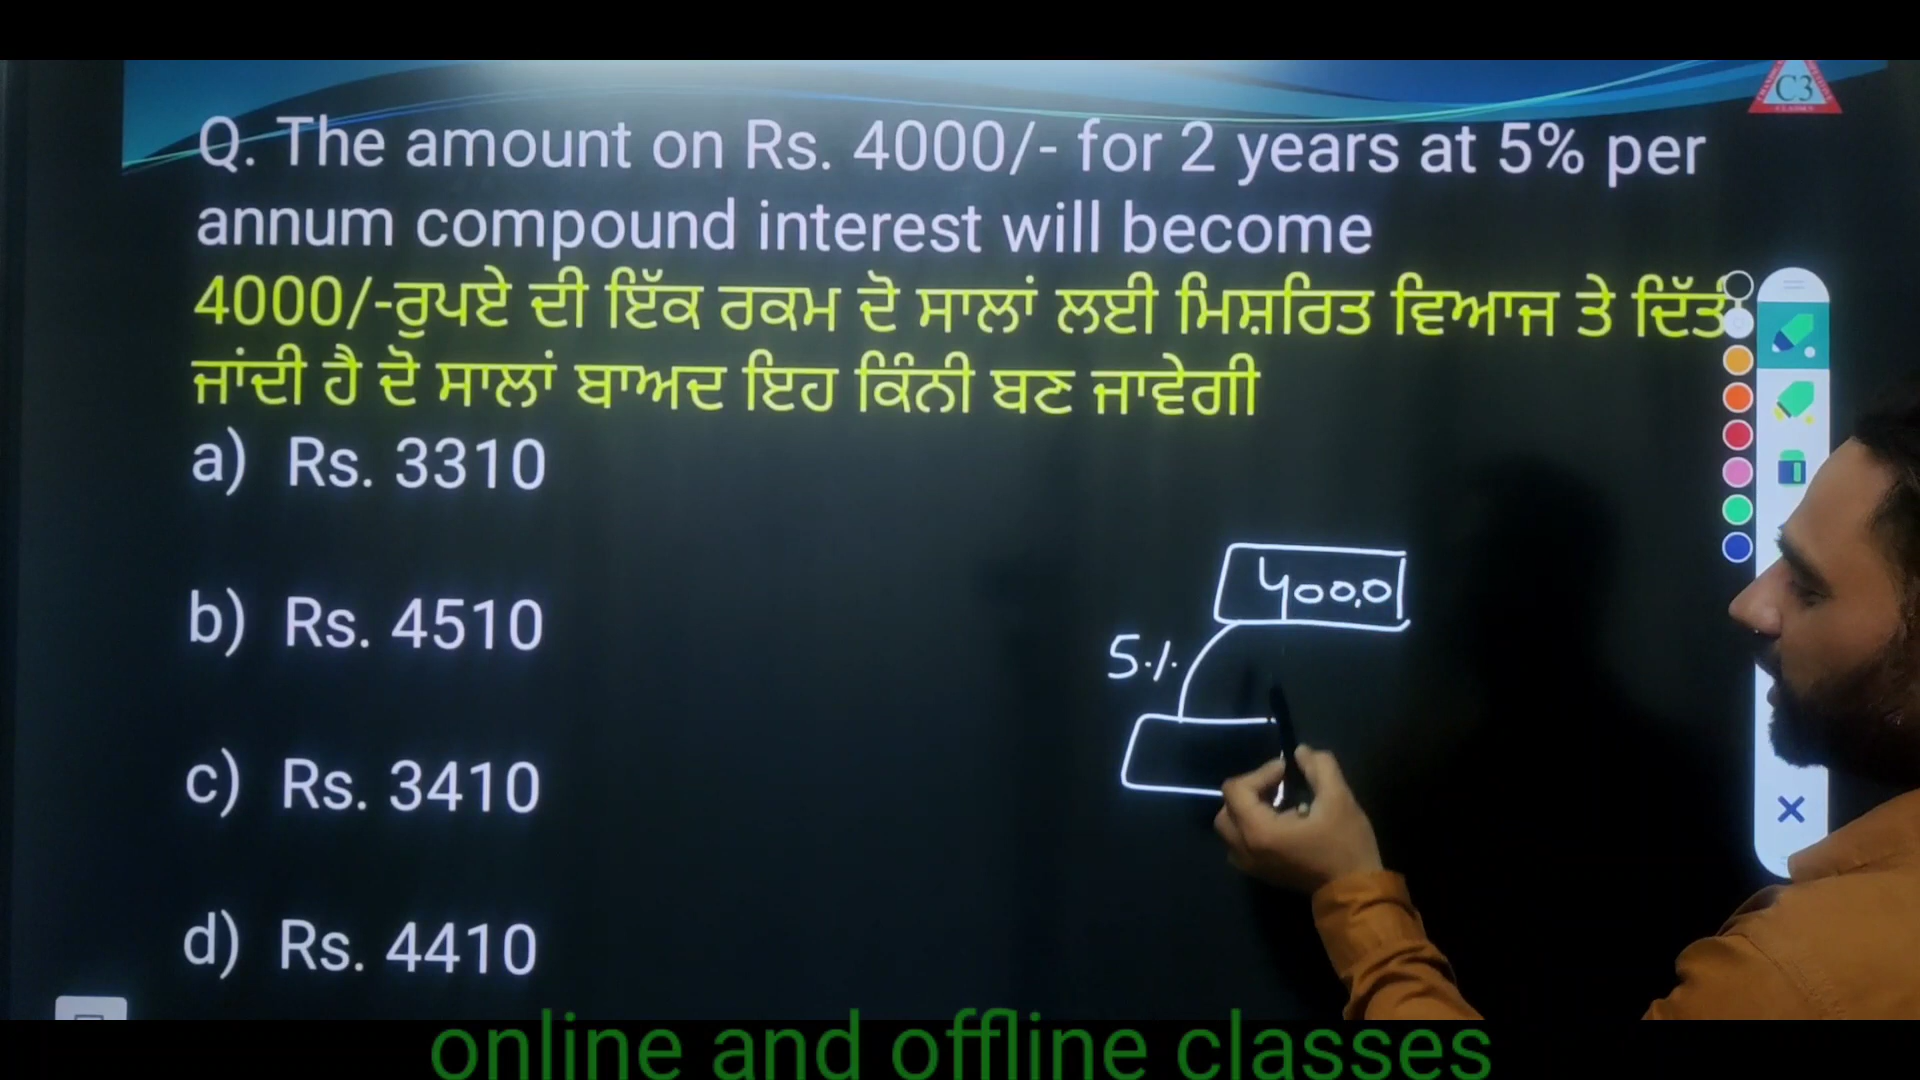 C3
CLASSES
Q. The amount on Rs. 4000/- for 2 years at 5% per
annum compound interest will become
4000/-ਰੁਪਏ ਦੀ ਇੱਕ ਰਕਮ ਦੋ ਸਾਲਾਂ ਲਈ ਮਿਸ਼ਰਿਤ ਵਿਆਜ ਤੇ ਦਿੱਤੀ
ਜਾਂਦੀ ਹੈ ਦੋ ਸਾਲਾਂ ਬਾਅਦ ਇਹ ਕਿੰਨੀ ਬਣ ਜਾਵੇਗੀ
a) Rs. 3310
4000
5%
b) Rs. 4510
c) Rs. 3410
d) Rs. 4410
online and offline classes